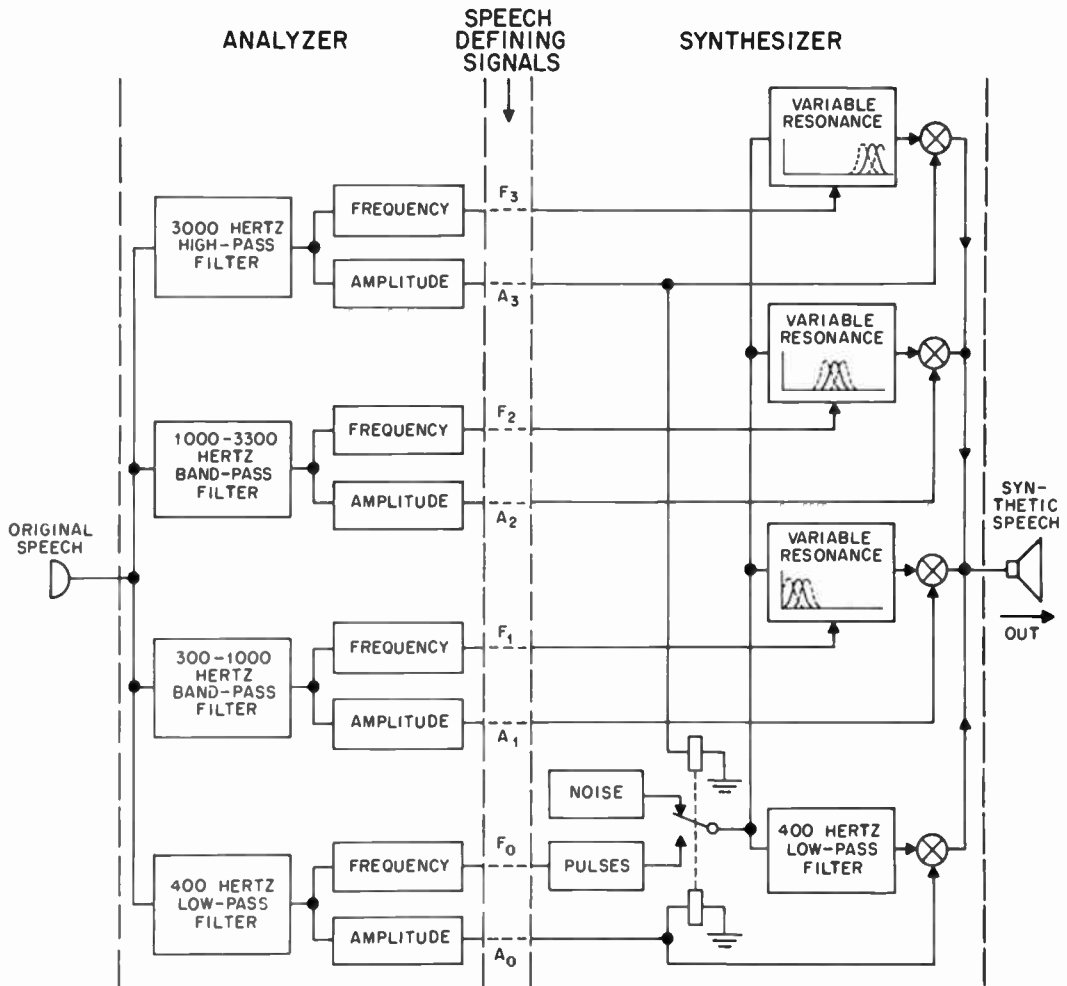 ANALYZER
SPEECH
DEFINING
SIGNALS
SYNTHESIZER
VARIABLE
RESONANCE
3000 HERTZ
HIGH-PASS
FILTER
FREQUENCY
F3
AMPLITUDE
A3
VARIABLE
RESONANCE
1000-3300
HERTZ
BAND-PASS
FILTER
FREQUENCY
F2
AMPLITUDE
A2
ORIGINAL
SPEECH
VARIABLE
RESONANCE
SYN-
THETIC
SPEECH
OUT
300-1000
HERTZ
BAND-PASS
FILTER
FREQUENCY
F1
AMPLITUDE
A1
NOISE
400 HERTZ
LOW-PASS
FILTER
FREQUENCY
F0
PULSES
AMPLITUDE
A0
400 HERTZ
LOW-PASS
FILTER